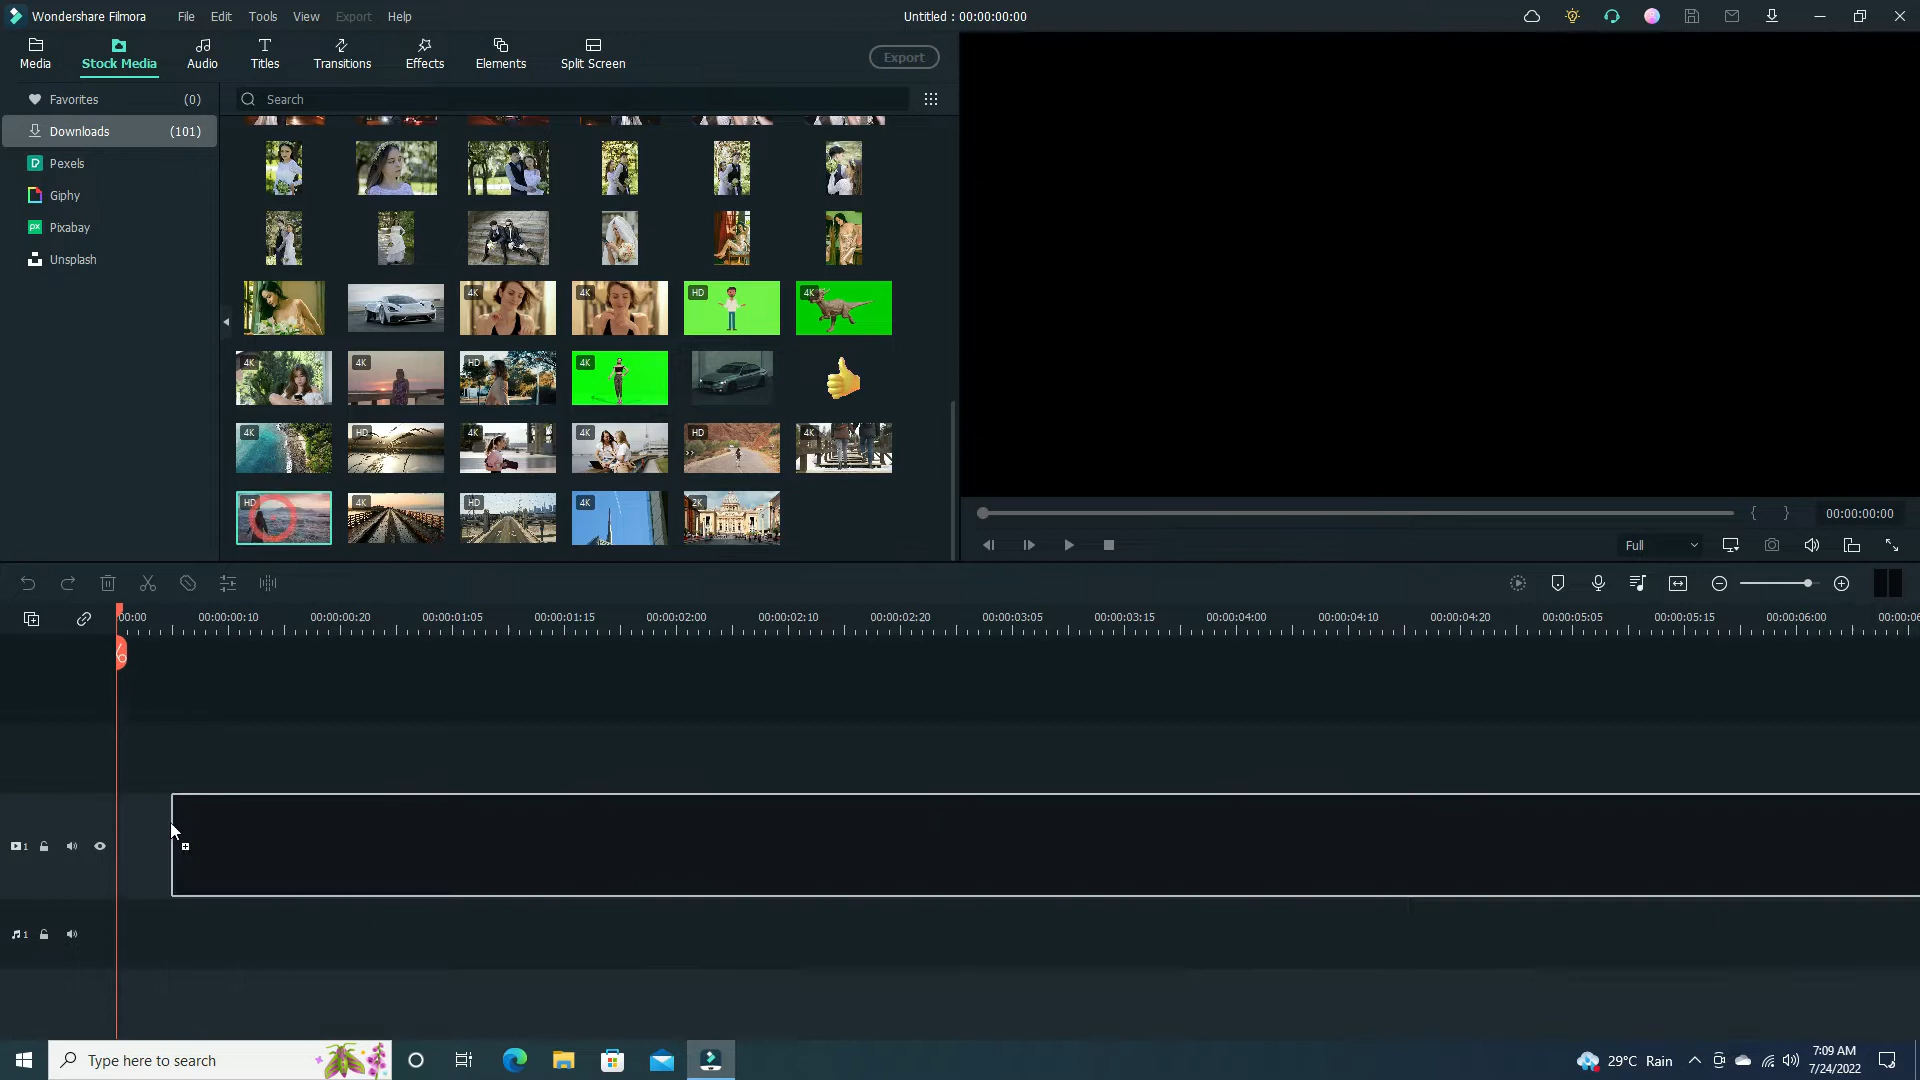 Wondershare Filmora
File Edit Tools View Export Help
Untitled : 00:00:00:00
Media
Stock Media
Audio
Titles
Transitions
Effects
Elements
Split Screen
Export
Favorites (0)
Search
Downloads (101)
Pexels
Giphy
Pixabay
Unsplash
4K 4K HD 4K
4K 4K HD 4K
4K HD 4K 4K HD 4K
HD 4K HD 4K 2K
{ } 00:00:00:00
Full
00:00 00:00:00:10 00:00:00:20 00:00:01:05 00:00:01:15 00:00:02:00 00:00:02:10 00:00:02:20 00:00:03:05 00:00:03:15 00:00:04:00 00:00:04:10 00:00:04:20 00:00:05:05 00:00:05:15 00:00:06:00 00:00:06
1
1
Type here to search
29°C Rain
7:09 AM
7/24/2022